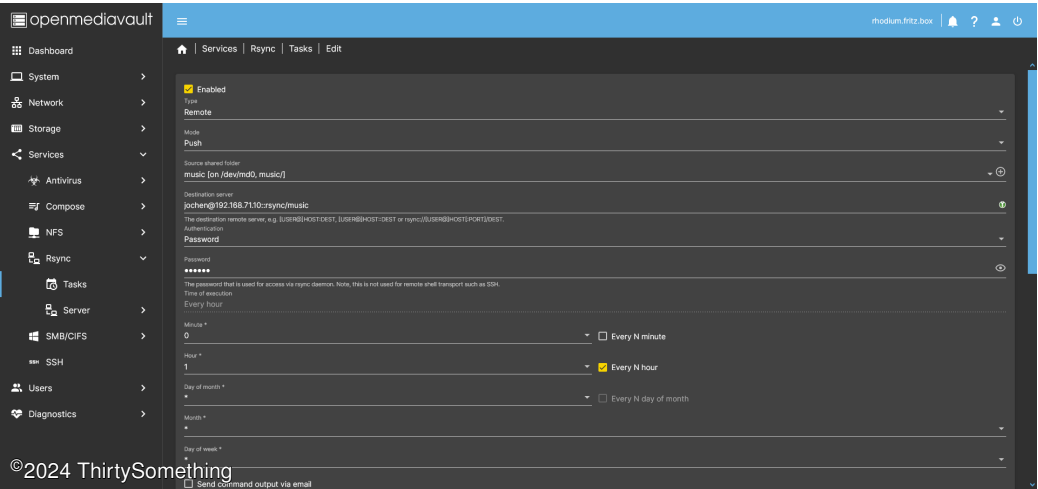 openmediavault
rhodium.fritz.box
Dashboard
System
Network
Storage
Services
Antivirus
Compose
NFS
Rsync
Tasks
Server
SMB/CIFS
SSH SSH
Users
Diagnostics
Services | Rsync | Tasks | Edit
Enabled
Type
Remote
Mode
Push
Source shared folder
music [on /dev/md0, music/]
Destination server
jochen@192.168.71.10::rsync/music
The destination remote server, e.g. [USER@]HOST:DEST, [USER@]HOST::DEST or rsync://[USER@]HOST[:PORT]/DEST.
Authentication
Password
Password
••••••
The password that is used for access via rsync daemon. Note, this is not used for remote shell transport such as SSH.
Time of execution
Every hour
Minute *
0
Every N minute
Hour *
1
Every N hour
Day of month *
*
Every N day of month
Month *
*
Day of week *
*
Send command output via email
©2024 ThirtySomething